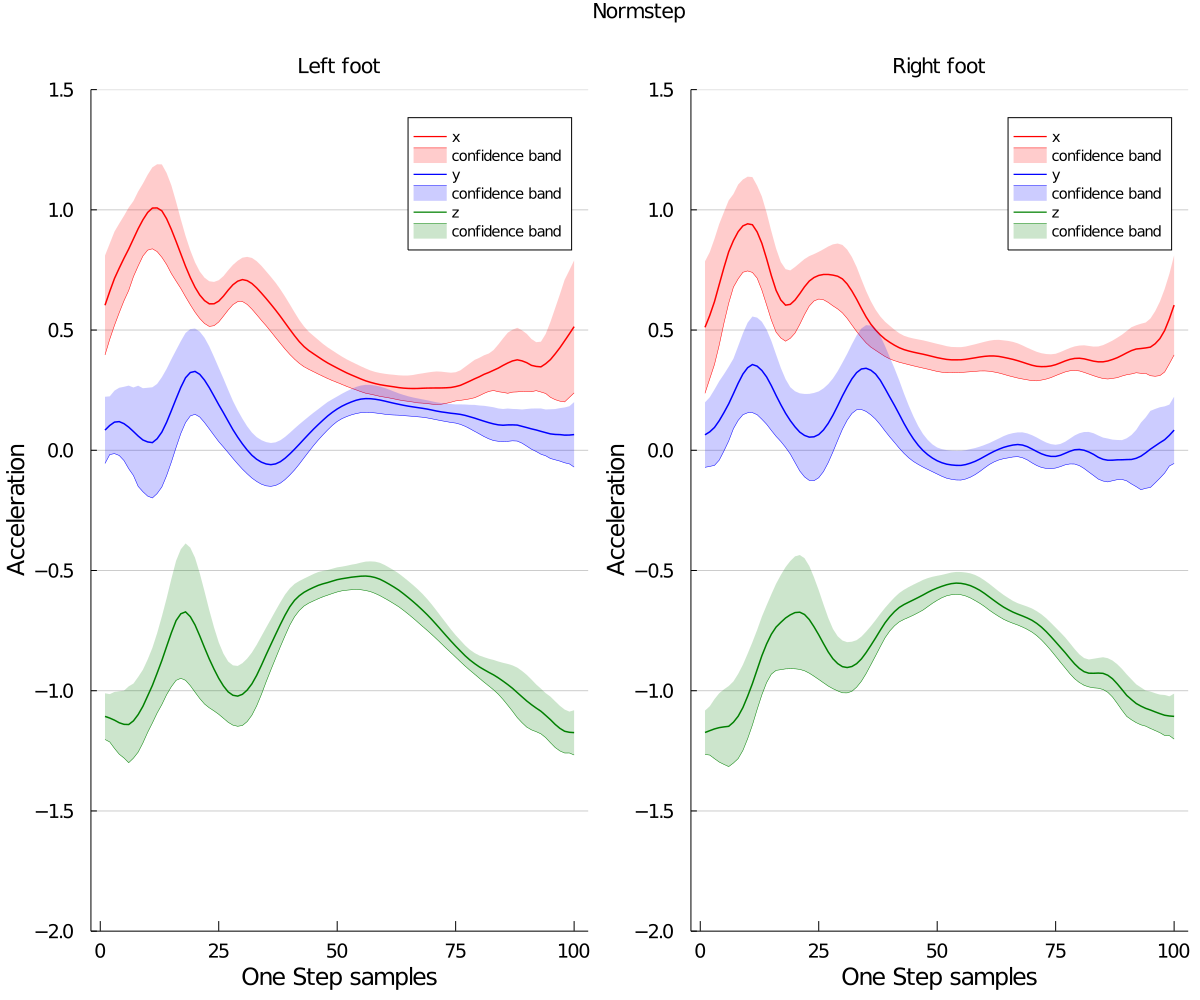 Normstep
Left foot
1.5
1.0
0.5
0.0
−0.5
−1.0
−1.5
−2.0
Acceleration
0 25 50 75 100
One Step samples
x
confidence band
y
confidence band
z
confidence band
Right foot
1.5
1.0
0.5
0.0
−0.5
−1.0
−1.5
−2.0
Acceleration
0 25 50 75 100
One Step samples
x
confidence band
y
confidence band
z
confidence band